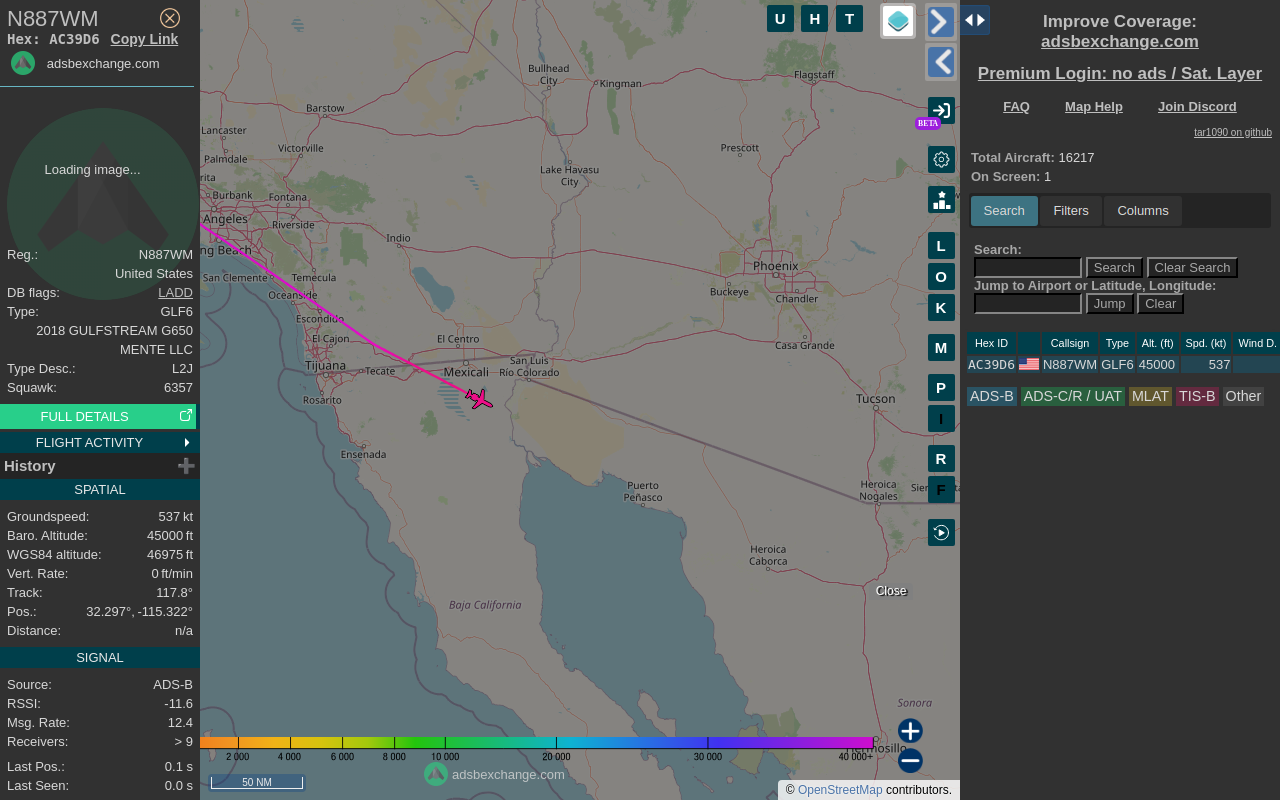 N887WM
Hex: AC39D6 Copy Link
adsbexchange.com
Loading image...
Reg.: N887WM
United States
DB flags: LADD
Type: GLF6
2018 GULFSTREAM G650
MENTE LLC
Type Desc.: L2J
Squawk: 6357
FULL DETAILS
FLIGHT ACTIVITY
History
SPATIAL
Groundspeed: 537 kt
Baro. Altitude: 45000 ft
WGS84 altitude: 46975 ft
Vert. Rate: 0 ft/min
Track: 117.8°
Pos.: 32.297°, -115.322°
Distance: n/a
SIGNAL
Source: ADS-B
RSSI: -11.6
Msg. Rate: 12.4
Receivers: > 9
Last Pos.: 0.1 s
Last Seen: 0.0 s
U H T
Bullhead
City
Kingman
Flagstaff
Barstow
BETA
Lancaster
Victorville
Prescott
Palmdale
Lake Havasu
City
rita
Burbank
Fontana
Angeles
Riverside
Indio
ng Beach
L
San Clemente
Temecula
Phoenix
O
Oceanside
Buckeye
Chandler
K
Escondido
El Cajon
El Centro
Casa Grande
M
Tijuana
Tecate
Mexicali
San Luis
Río Colorado
P
Rosarito
Tucson
I
Ensenada
R
Puerto
Peñasco
Heroica
Nogales
F
Heroica
Caborca
Close
Baja California
Sonora
rmosillo
2 000 4 000 6 000 8 000 10 000 20 000 30 000 40 000+
adsbexchange.com
50 NM
© OpenStreetMap contributors.
Improve Coverage:
adsbexchange.com
Premium Login: no ads / Sat. Layer
FAQ Map Help Join Discord
tar1090 on github
Total Aircraft: 16217
On Screen: 1
Search Filters Columns
Search:
Search Clear Search
Jump to Airport or Latitude, Longitude:
Jump Clear
Hex ID Callsign Type Alt. (ft) Spd. (kt) Wind D.
AC39D6 N887WM GLF6 45000 537
ADS-B ADS-C/R / UAT MLAT TIS-B Other